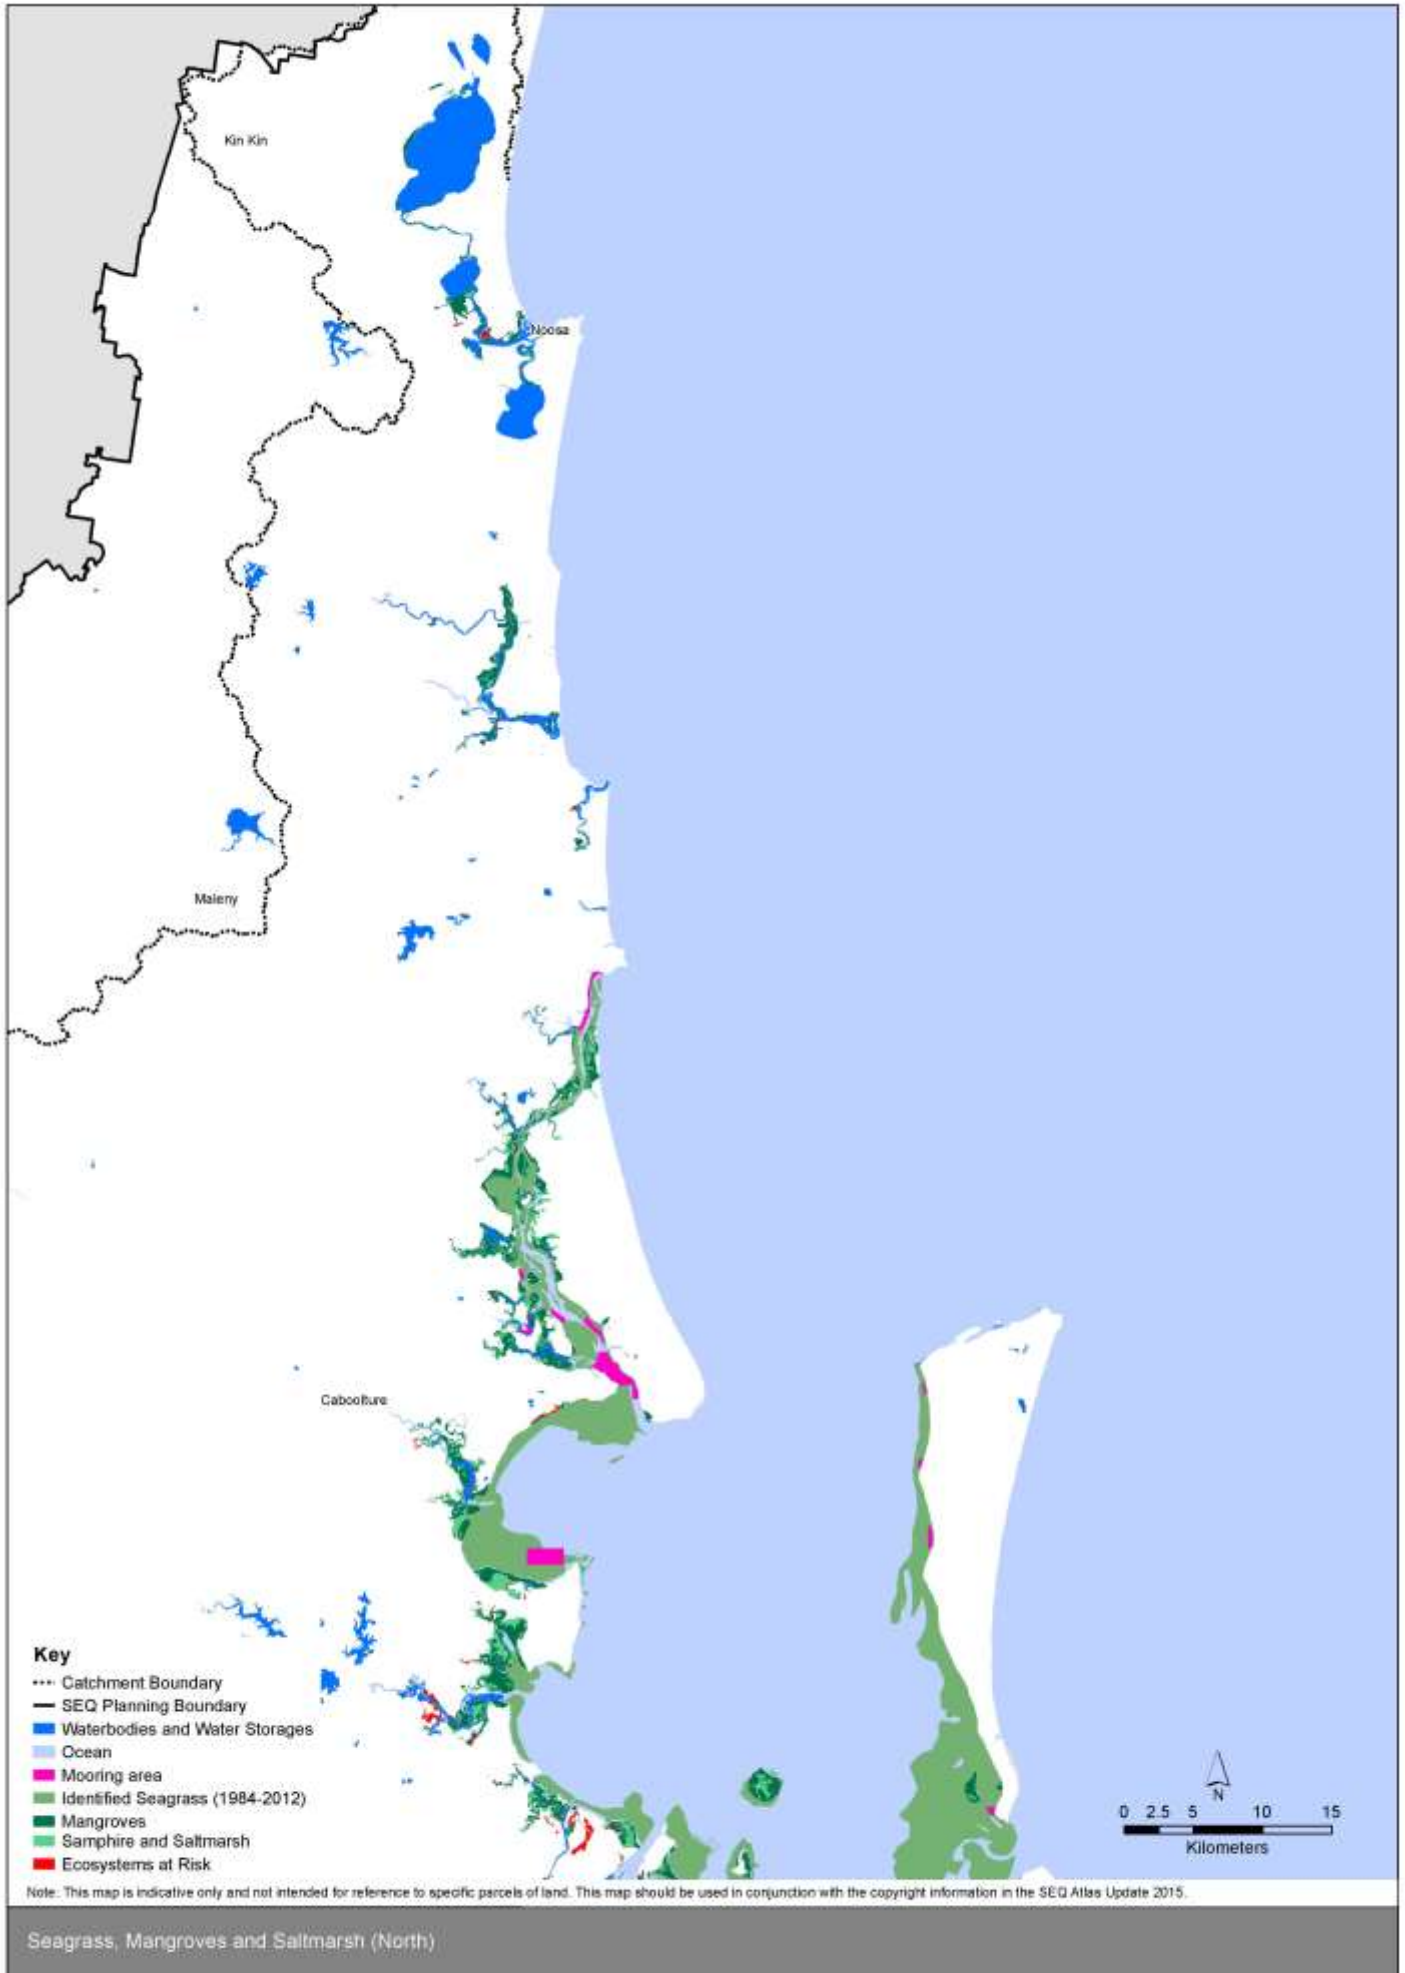 Kin Kin
Noosa
Maleny
Caboolture
Key
Catchment Boundary
SEQ Planning Boundary
Waterbodies and Water Storages
Ocean
Mooring area
Identified Seagrass (1984-2012)
Mangroves
Samphire and Saltmarsh
Ecosystems at Risk
N
0 2.5 5 10 15
Kilometers
Note: This map is indicative only and not intended for reference to specific parcels of land. This map should be used in conjunction with the copyright information in the SEQ Atlas Update 2015.
Seagrass, Mangroves and Saltmarsh (North)